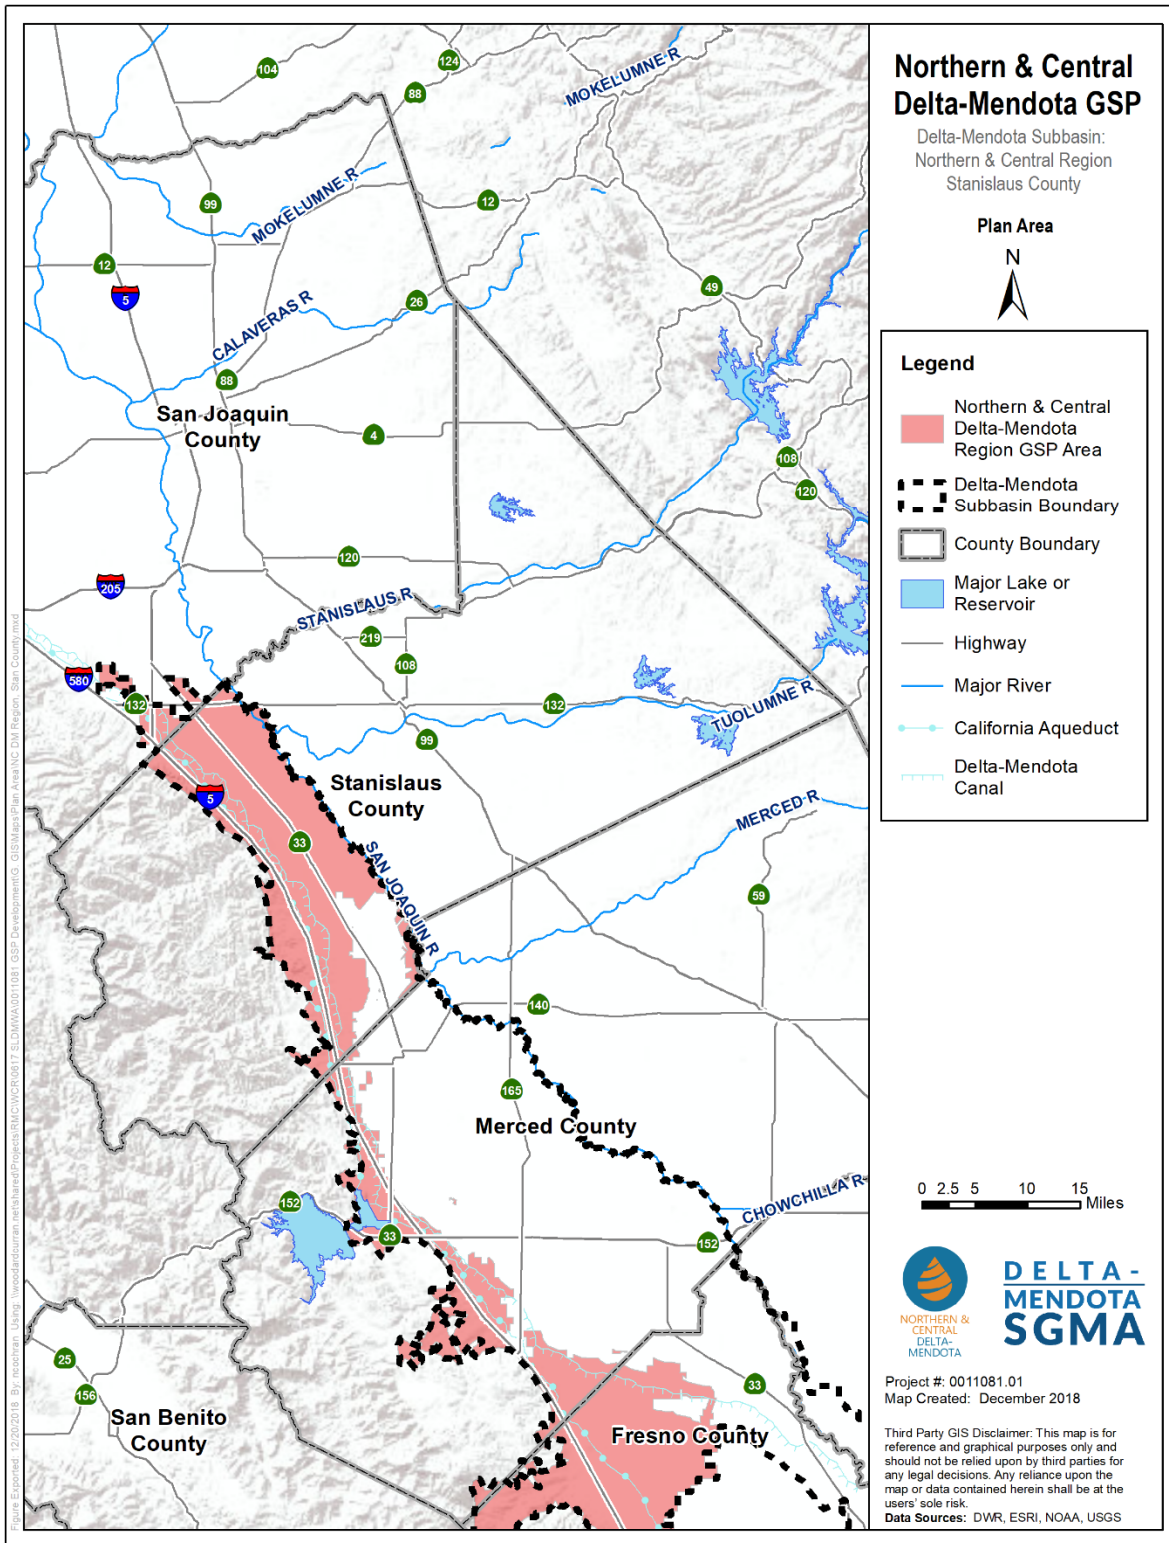 Northern & Central
Delta-Mendota GSP
Delta-Mendota Subbasin:
Northern & Central Region
Stanislaus County
Plan Area
N
Legend
Northern & Central
Delta-Mendota
Region GSP Area
Delta-Mendota
Subbasin Boundary
County Boundary
Major Lake or
Reservoir
Highway
Major River
California Aqueduct
Delta-Mendota
Canal
0 2.5 5 10 15
Miles
NORTHERN &
CENTRAL
DELTA-
MENDOTA
DELTA-
MENDOTA
SGMA
Project #: 0011081.01
Map Created: December 2018
Third Party GIS Disclaimer: This map is for
reference and graphical purposes only and
should not be relied upon by third parties for
any legal decisions. Any reliance upon the
map or data contained herein shall be at the
users' sole risk.
Data Sources: DWR, ESRI, NOAA, USGS
104
124
88
MOKELUMNE R
99
MOKELUMNE R
12
12
5
26
49
CALAVERAS R
88
San Joaquin
County
4
108
120
120
205
STANISLAUS R
219
108
580
132
132
TUOLUMNE R
99
Stanislaus
County
5
33
SAN JOAQUIN R
MERCED R
59
140
165
Merced County
152
33
CHOWCHILLA R
152
25
156
San Benito
County
33
Fresno County